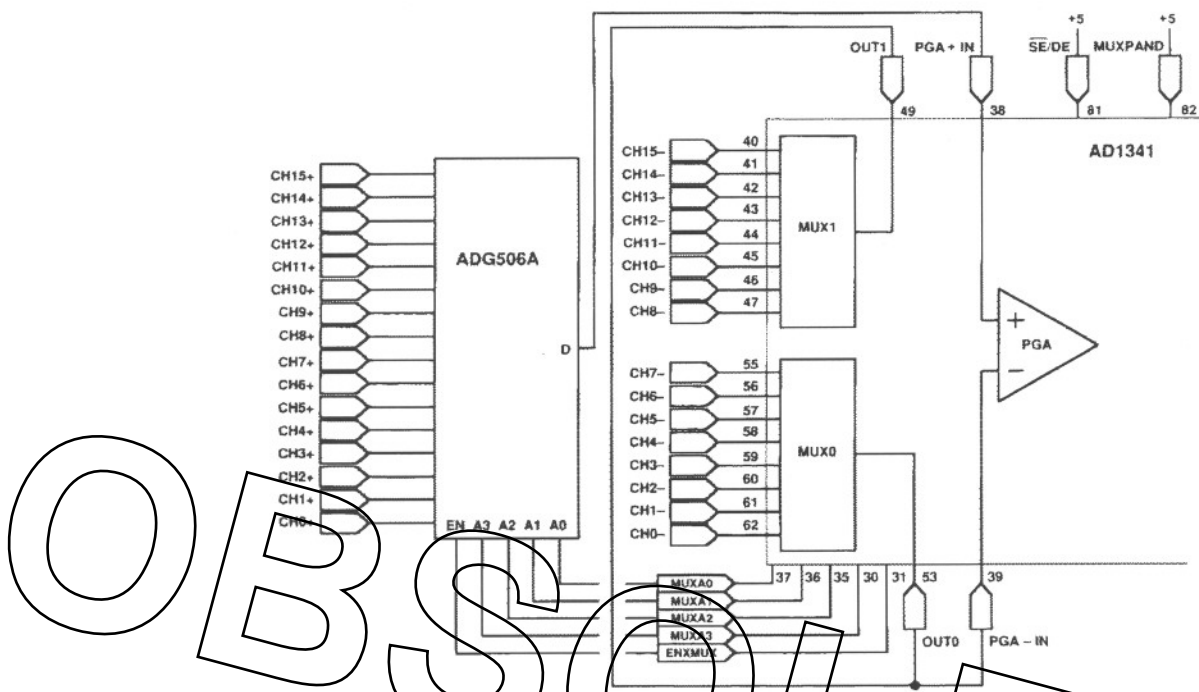 +5 +5
OUT1 PGA + IN SE/DE MUXPAND
49 38 81 82
AD1341
CH15+
CH14+
CH13+
CH12+
CH11+
CH10+
CH9+
CH8+
CH7+
CH6+
CH5+
CH4+
CH3+
CH2+
CH1+
CH0+
ADG506A
D
EN A3 A2 A1 A0
CH15– 40
CH14– 41
CH13– 42
CH12– 43
CH11– 44
CH10– 45
CH9– 46
CH8– 47
MUX1
CH7– 55
CH6– 56
CH5– 57
CH4– 58
CH3– 59
CH2– 60
CH1– 61
CH0– 62
MUX0
+
PGA
–
MUXA0
MUXA1
MUXA2
MUXA3
ENXMUX
37 36 35 30 31 53 39
OUT0 PGA – IN